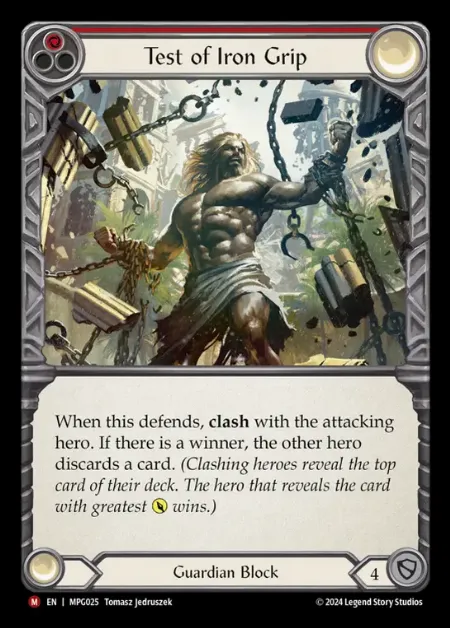 Test of Iron Grip
When this defends, clash with the attacking
hero. If there is a winner, the other hero
discards a card. (Clashing heroes reveal the top
card of their deck. The hero that reveals the card
with greatest wins.)
Guardian Block
4
M EN | MPG025 Tomasz Jedruszek
© 2024 Legend Story Studios